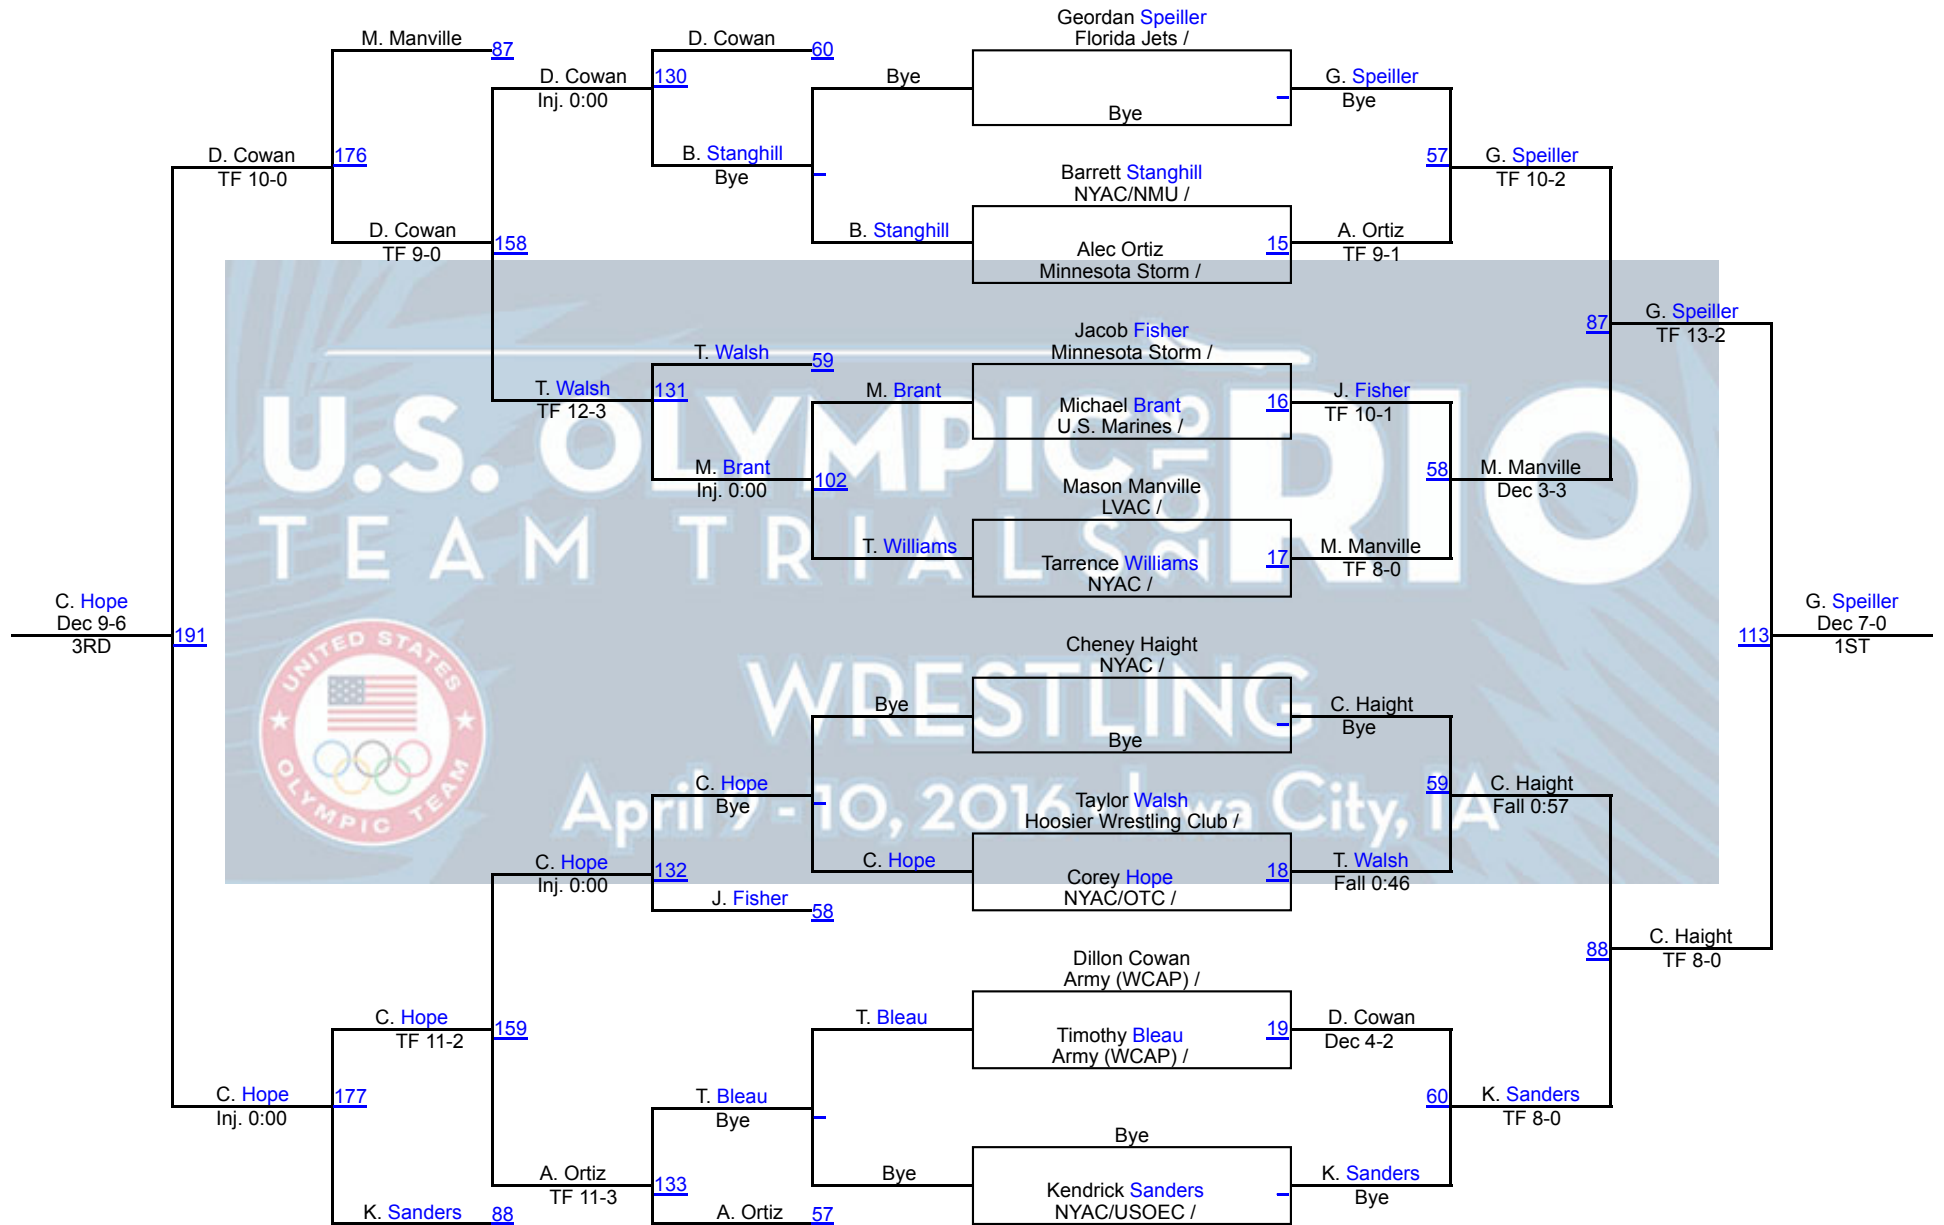 Geordan Speiller
Florida Jets /
Bye
Barrett Stanghill
NYAC/NMU /
Alec Ortiz
Minnesota Storm /
15
Jacob Fisher
Minnesota Storm /
Michael Brant
U.S. Marines /
16
Mason Manville
LVAC /
Tarrence Williams
NYAC /
17
Cheney Haight
NYAC /
Bye
Taylor Walsh
Hoosier Wrestling Club /
Corey Hope
NYAC/OTC /
18
Dillon Cowan
Army (WCAP) /
Timothy Bleau
Army (WCAP) /
19
Bye
Kendrick Sanders
NYAC/USOEC /
G. Speiller
Bye
57
A. Ortiz
TF 9-1
J. Fisher
TF 10-1
58
M. Manville
TF 8-0
C. Haight
Bye
59
T. Walsh
Fall 0:46
D. Cowan
Dec 4-2
60
K. Sanders
Bye
G. Speiller
TF 10-2
87
M. Manville
Dec 3-3
C. Haight
Fall 0:57
88
K. Sanders
TF 8-0
G. Speiller
TF 13-2
113
C. Haight
TF 8-0
G. Speiller
Dec 7-0
1ST
Bye
B. Stanghill
M. Brant
102
T. Williams
Bye
C. Hope
T. Bleau
Bye
D. Cowan
60
130
B. Stanghill
Bye
T. Walsh
59
131
M. Brant
Inj. 0:00
C. Hope
Bye
132
J. Fisher
58
T. Bleau
Bye
133
A. Ortiz
57
D. Cowan
Inj. 0:00
158
T. Walsh
TF 12-3
C. Hope
Inj. 0:00
159
A. Ortiz
TF 11-3
M. Manville
87
176
D. Cowan
TF 9-0
C. Hope
TF 11-2
177
K. Sanders
88
D. Cowan
TF 10-0
191
C. Hope
Inj. 0:00
C. Hope
Dec 9-6
3RD
U.S. OLYMPIC
TEAM TRIALS
2016
RIO
WRESTLING
April 9-10, 2016 Iowa City, IA
UNITED STATES
OLYMPIC TEAM